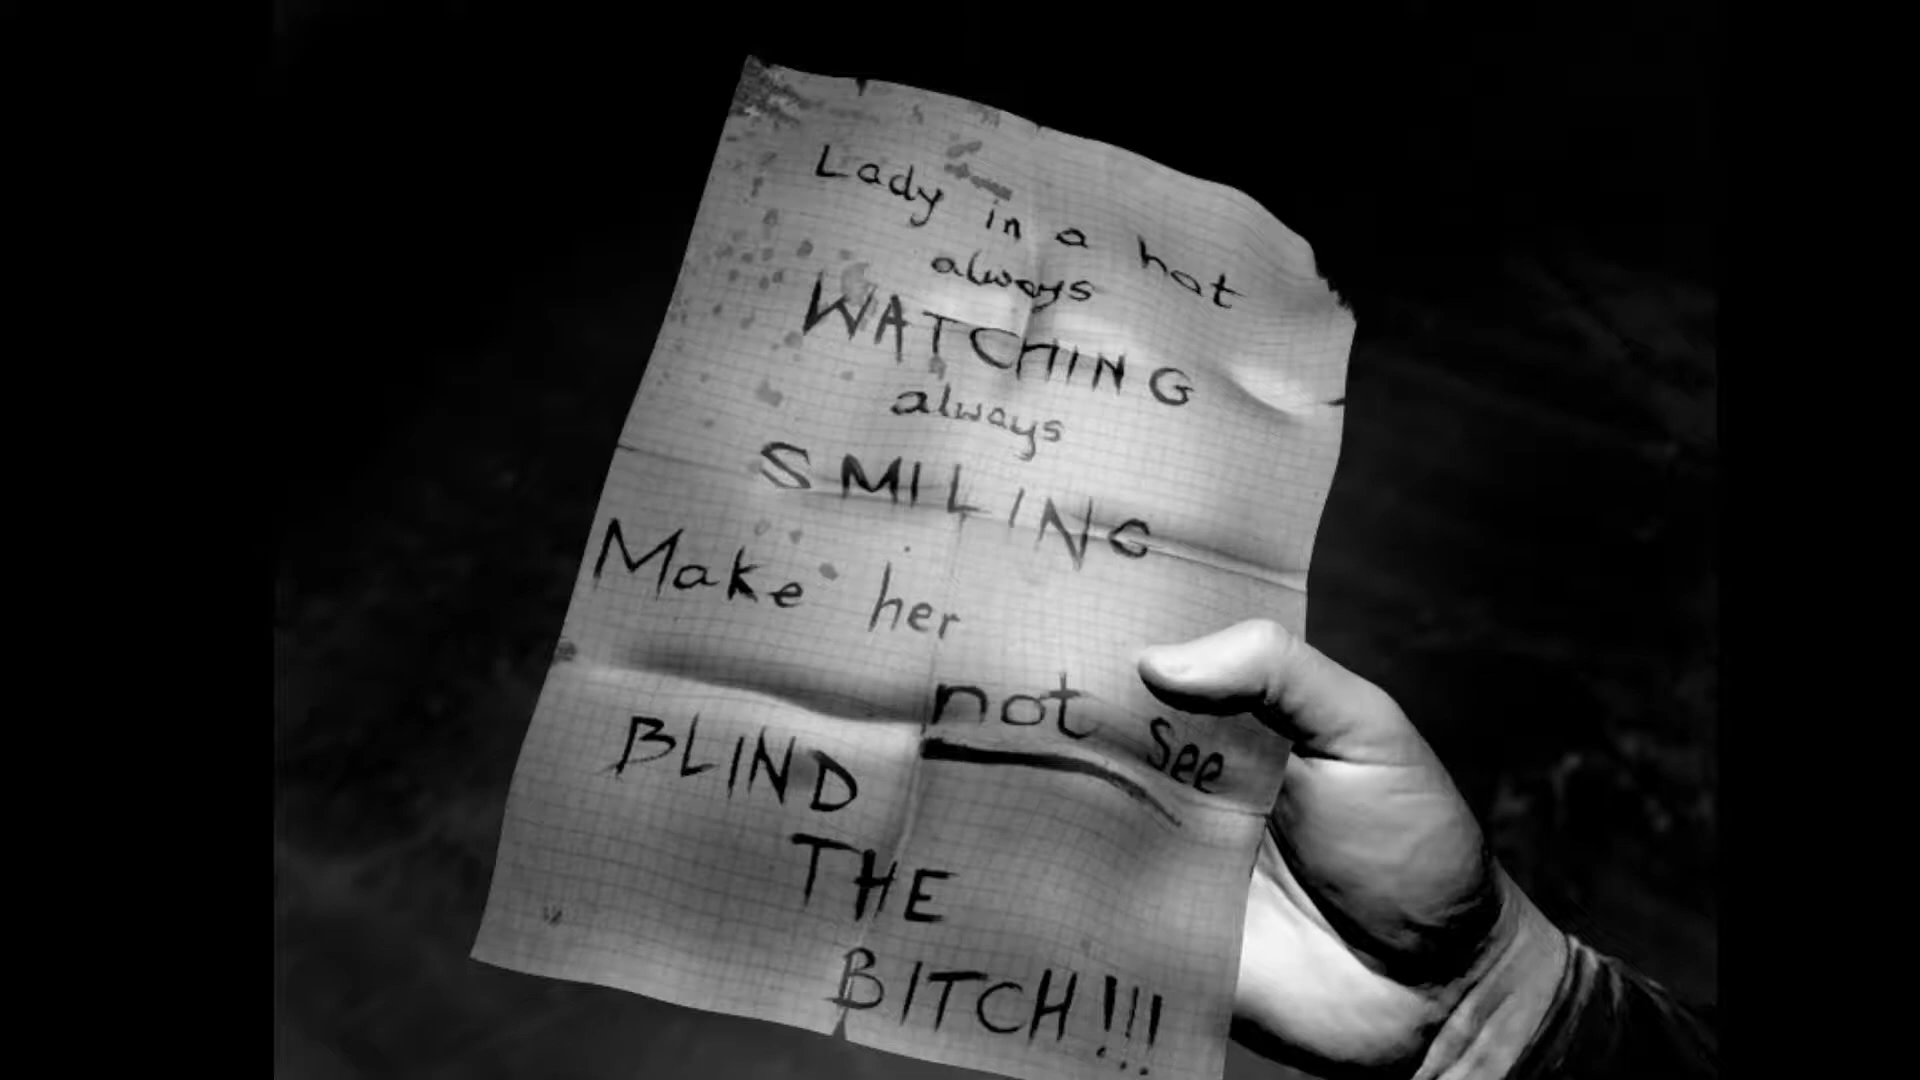 Lady in a hat
always
WATCHING
always
SMILING
Make her
not see
BLIND
THE
BITCH!!!